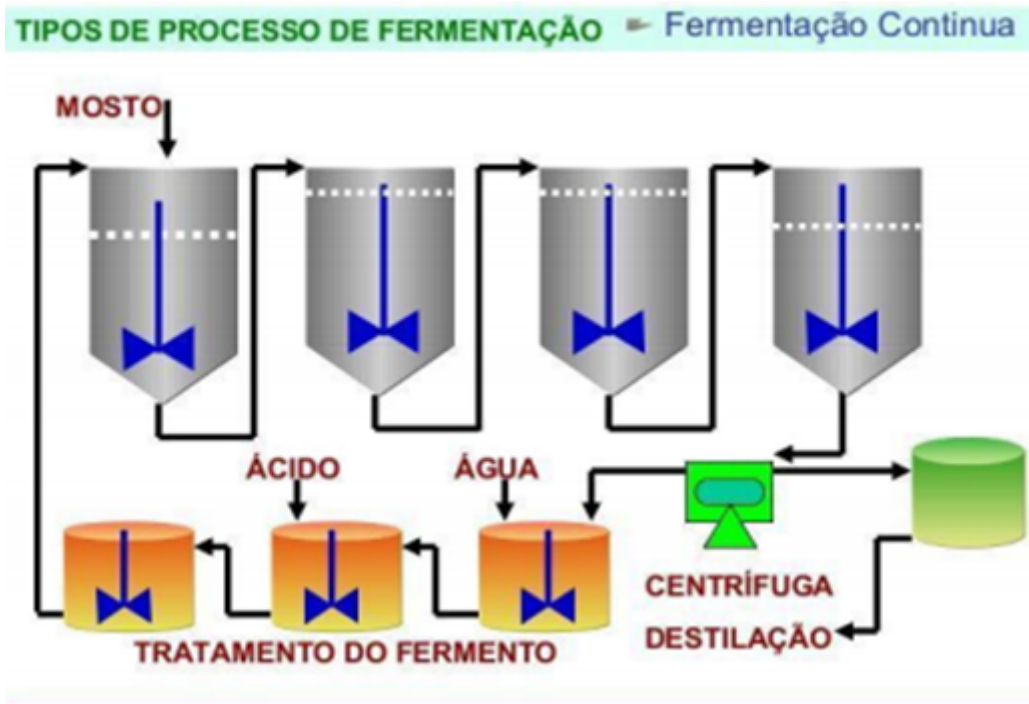 TIPOS DE PROCESSO DE FERMENTAÇÃO
Fermentação Continua
MOSTO
ÁCIDO
ÁGUA
CENTRÍFUGA
DESTILAÇÃO
TRATAMENTO DO FERMENTO